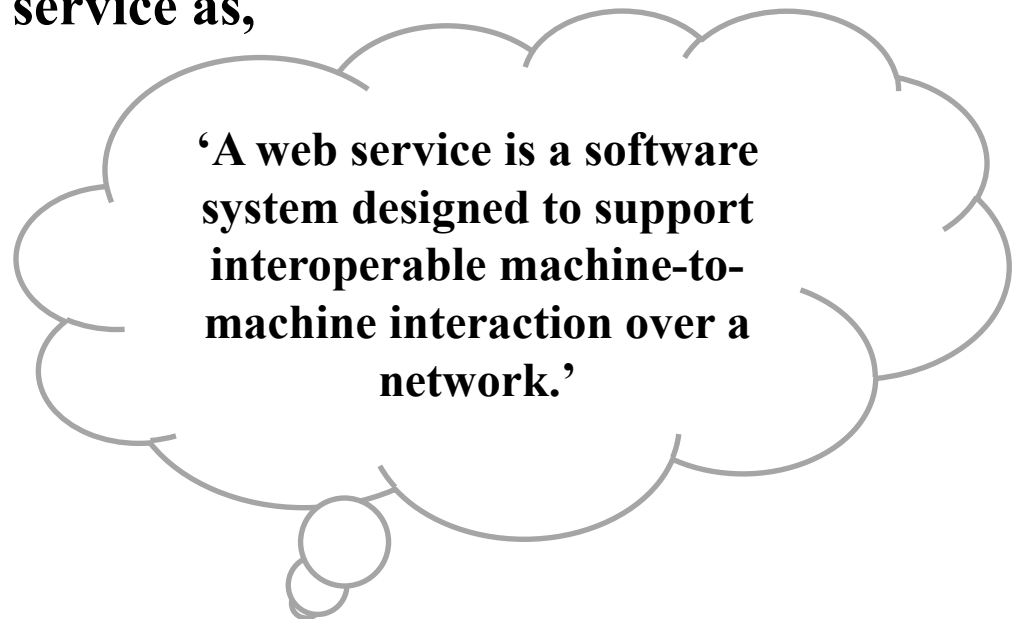 service as,
‘A web service is a software
system designed to support
interoperable machine-to-
machine interaction over a
network.’